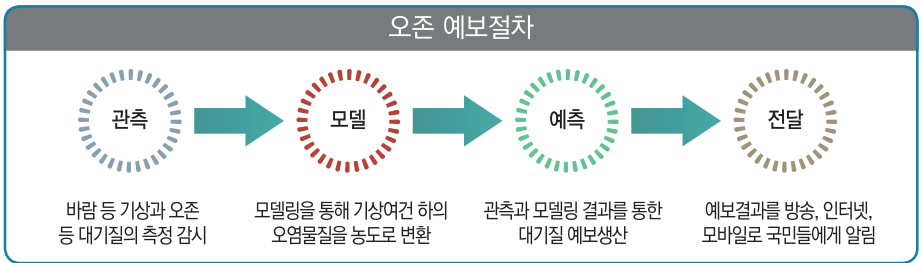 오존 예보절차
관측
모델
예측
전달
바람 등 기상과 오존
등 대기질의 측정 감시
모델링을 통해 기상여건 하의
오염물질을 농도로 변환
관측과 모델링 결과를 통한
대기질 예보생산
예보결과를 방송, 인터넷,
모바일로 국민들에게 알림